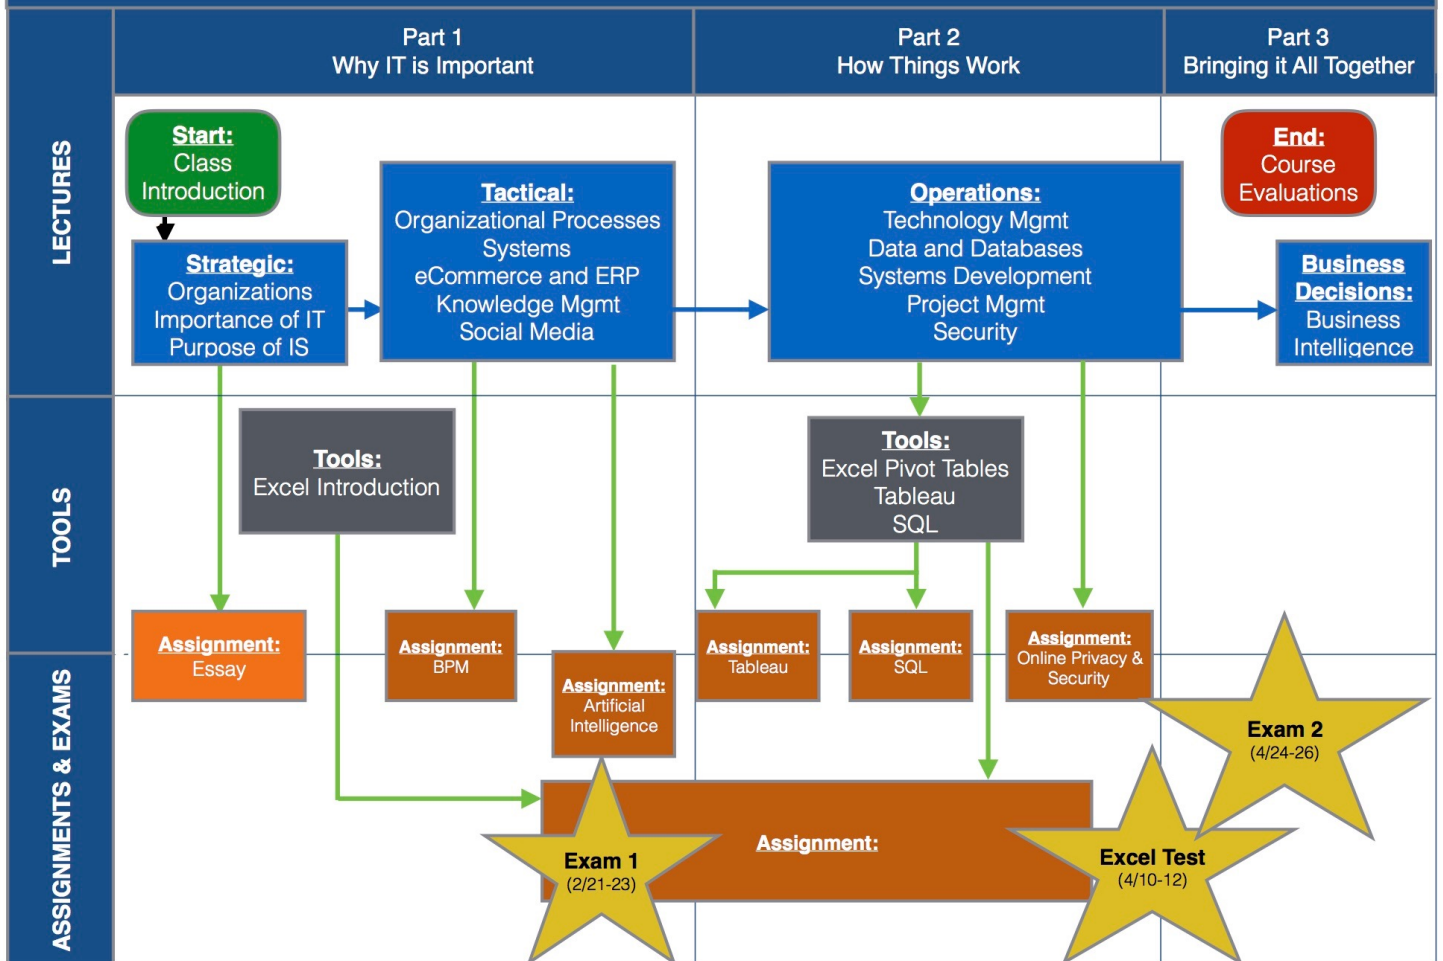 Part 1
Why IT is Important
Part 2
How Things Work
Part 3
Bringing it All Together
LECTURES
Start:
Class
Introduction
Strategic:
Organizations
Importance of IT
Purpose of IS
Tactical:
Organizational Processes
Systems
eCommerce and ERP
Knowledge Mgmt
Social Media
Operations:
Technology Mgmt
Data and Databases
Systems Development
Project Mgmt
Security
End:
Course
Evaluations
Business
Decisions:
Business
Intelligence
TOOLS
Tools:
Excel Introduction
Tools:
Excel Pivot Tables
Tableau
SQL
ASSIGNMENTS & EXAMS
Assignment:
Essay
Assignment:
BPM
Assignment:
Artificial
Intelligence
Assignment:
Tableau
Assignment:
SQL
Assignment:
Online Privacy &
Security
Assignment:
Exam 1
(2/21-23)
Excel Test
(4/10-12)
Exam 2
(4/24-26)